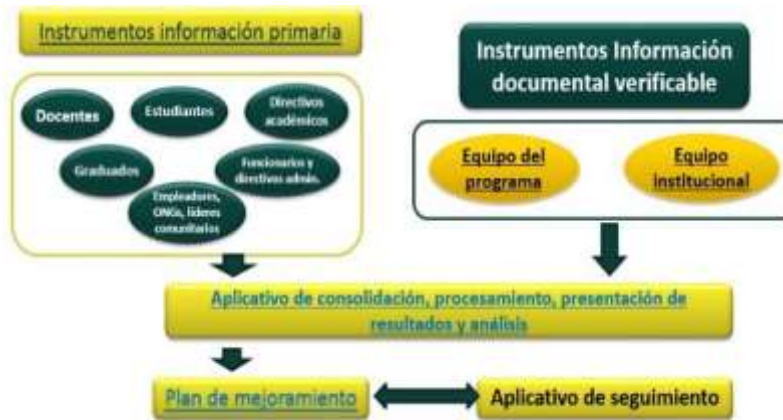 Instrumentos información primaria
Instrumentos Información
documental verificable
Docentes
Estudiantes
Directivos
académicos
Graduados
Funcionarios y
directivos admin.
Empleadores,
ONGs, líderes
comunitarios
Equipo del
programa
Equipo
institucional
Aplicativo de consolidación, procesamiento, presentación de
resultados y análisis
Plan de mejoramiento
Aplicativo de seguimiento